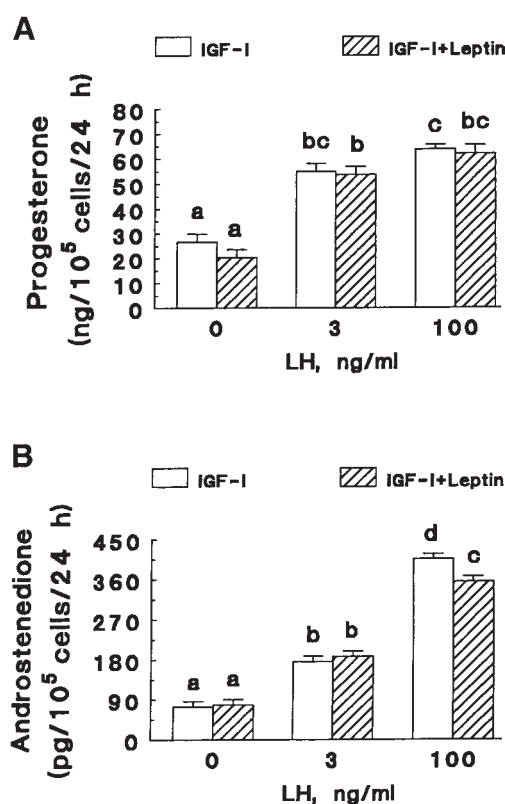 A
IGF-I IGF-I+Leptin
Progesterone
(ng/10⁵ cells/24 h)
80
70
60
50
40
30
20
10
0
a a bc b c bc
0 3 100
LH, ng/ml
B
IGF-I IGF-I+Leptin
Androstenedione
(pg/10⁵ cells/24 h)
450
360
270
180
90
0
a a b b d c
0 3 100
LH, ng/ml